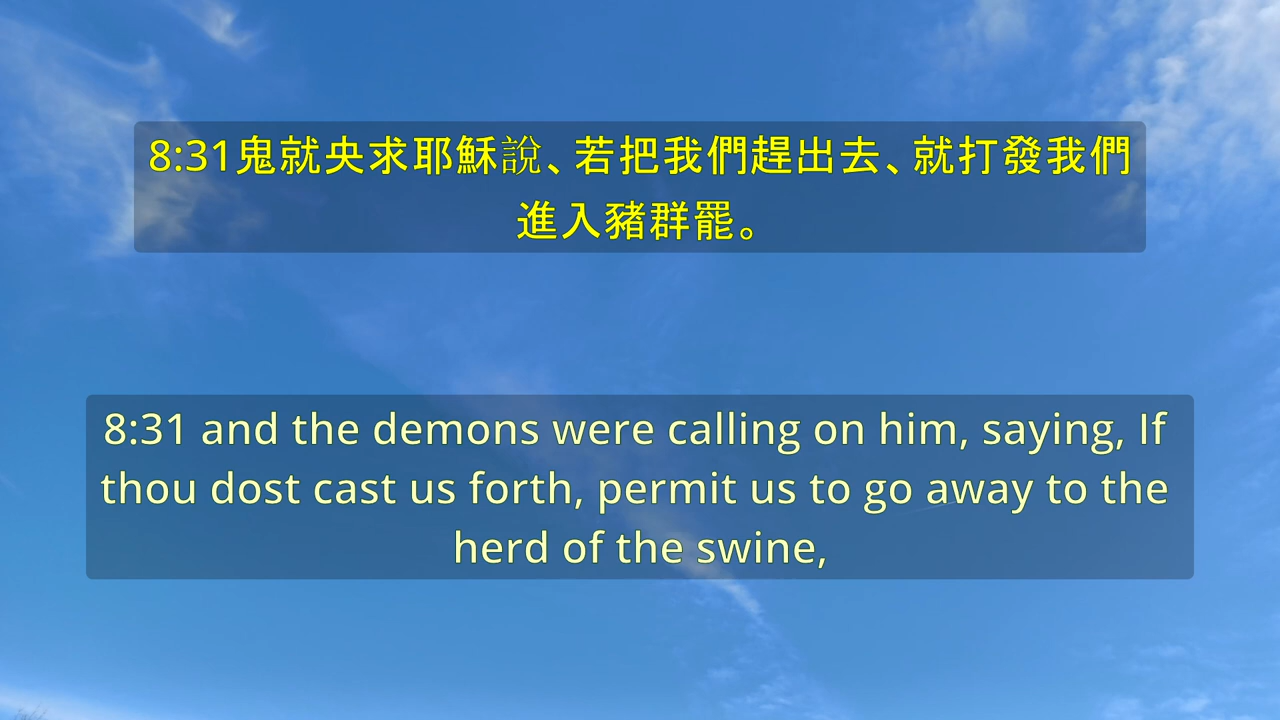 8:31鬼就央求耶穌說、若把我們趕出去、就打發我們
進入豬群罷。
8:31 and the demons were calling on him, saying, If
thou dost cast us forth, permit us to go away to the
herd of the swine,